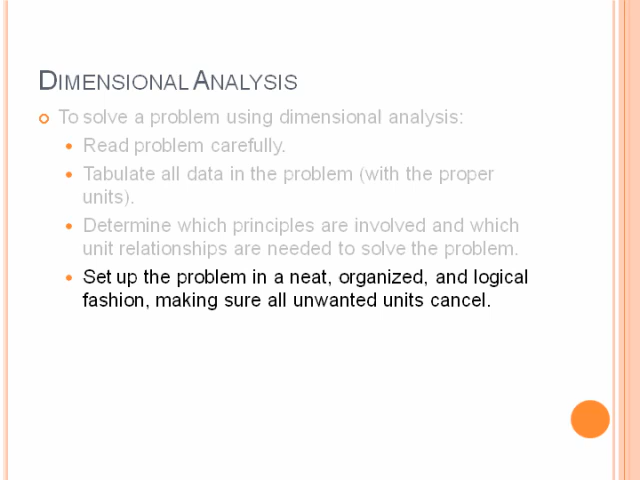 DIMENSIONAL ANALYSIS
To solve a problem using dimensional analysis:
Read problem carefully.
Tabulate all data in the problem (with the proper
units).
Determine which principles are involved and which
unit relationships are needed to solve the problem.
Set up the problem in a neat, organized, and logical
fashion, making sure all unwanted units cancel.